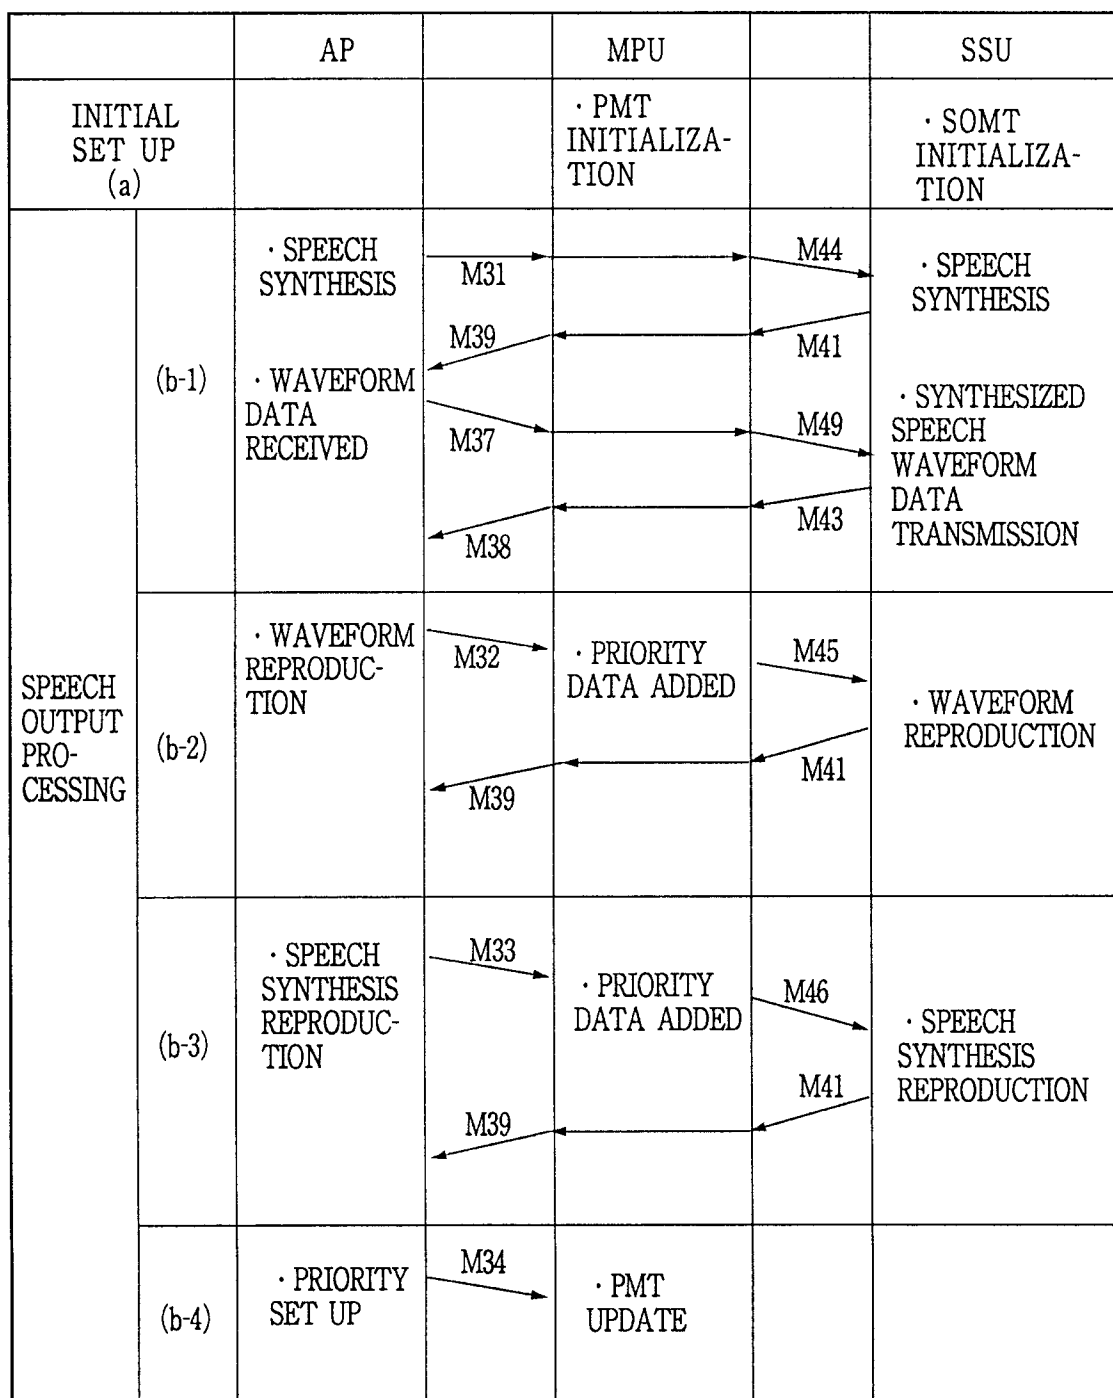 AP
MPU
SSU
INITIAL
SET UP
(a)
· PMT
INITIALIZA-
TION
· SOMT
INITIALIZA-
TION
SPEECH
OUTPUT
PRO-
CESSING
(b-1)
· SPEECH
SYNTHESIS
M31
M44
· SPEECH
SYNTHESIS
M39
M41
· WAVEFORM
DATA
RECEIVED
M37
M49
· SYNTHESIZED
SPEECH
WAVEFORM
DATA
TRANSMISSION
M38
M43
(b-2)
· WAVEFORM
REPRODUC-
TION
M32
· PRIORITY
DATA ADDED
M45
· WAVEFORM
REPRODUCTION
M39
M41
(b-3)
· SPEECH
SYNTHESIS
REPRODUC-
TION
M33
· PRIORITY
DATA ADDED
M46
· SPEECH
SYNTHESIS
REPRODUCTION
M39
M41
(b-4)
· PRIORITY
SET UP
M34
· PMT
UPDATE